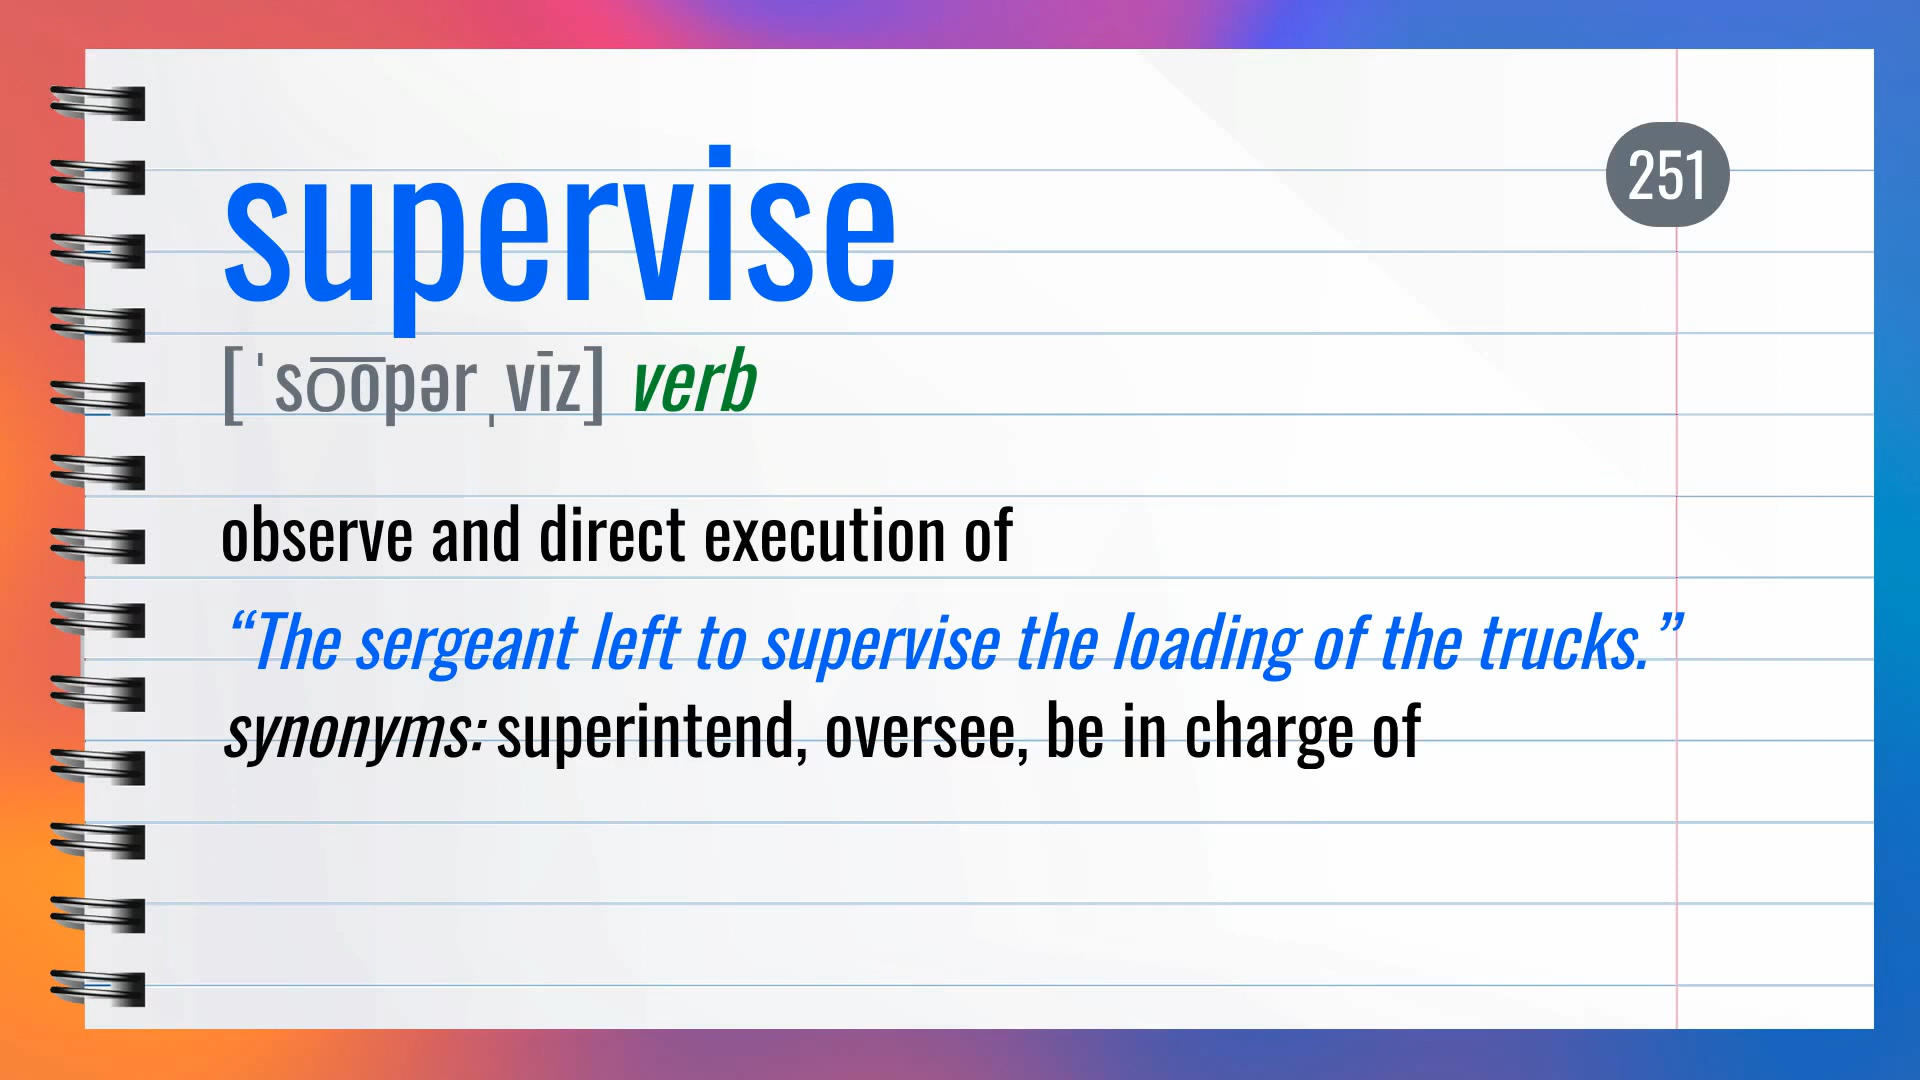 supervise
251
[ˈso͞opərˌvīz] verb
observe and direct execution of
“The sergeant left to supervise the loading of the trucks.”
synonyms: superintend, oversee, be in charge of